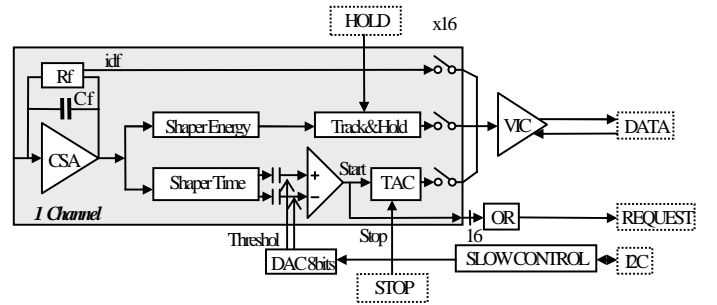 HOLD
x16
idf
Rf
Cf
CSA
Shaper Energy
Track&Hold
VIC
DATA
Shaper Time
+
−
Start
TAC
1 Channel
Threshol
Stop
16
OR
REQUEST
DAC 8bits
SLOW CONTROL
I2C
STOP